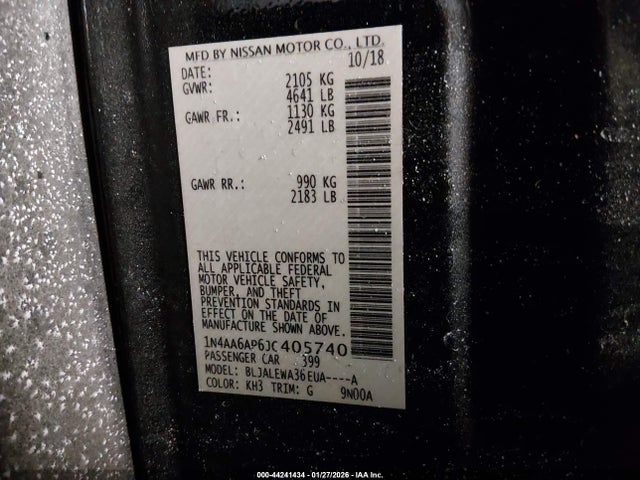 MFD BY NISSAN MOTOR CO., LTD.
DATE: 10/18
GVWR: 2105 KG
4641 LB
GAWR FR.: 1130 KG
2491 LB
GAWR RR.: 990 KG
2183 LB
THIS VEHICLE CONFORMS TO
ALL APPLICABLE FEDERAL
MOTOR VEHICLE SAFETY,
BUMPER, AND THEFT
PREVENTION STANDARDS IN
EFFECT ON THE DATE OF
MANUFACTURE SHOWN ABOVE.
1N4AA6AP6JC405740
PASSENGER CAR 399
MODEL: BLJALEWA36EUA----A
COLOR: KH3 TRIM: G 9N00A
000-44241434 - 01/27/2026 - IAA Inc.